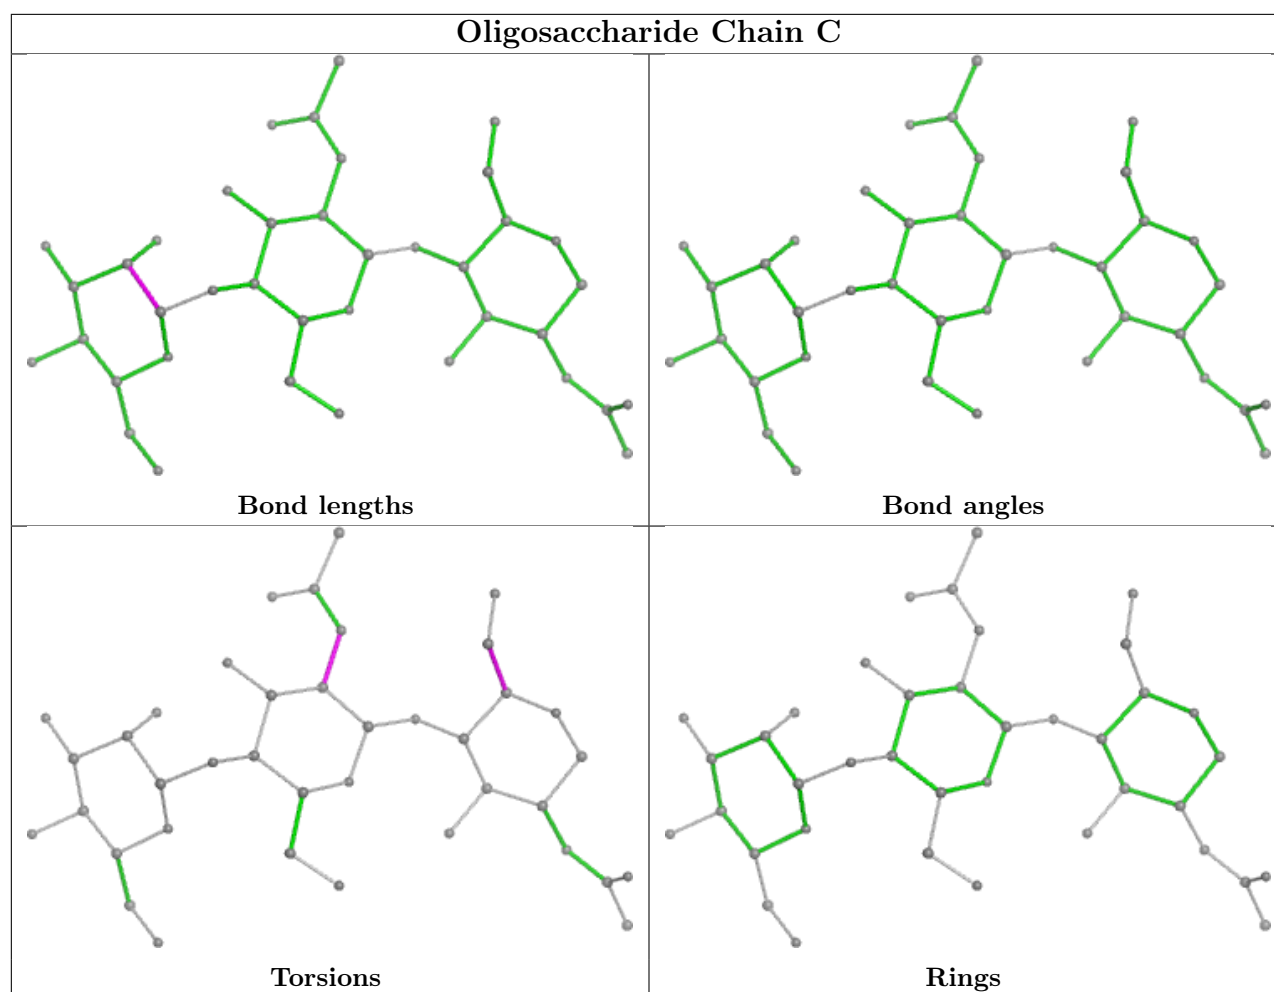 Oligosaccharide Chain C
Bond lengths
Bond angles
Torsions
Rings